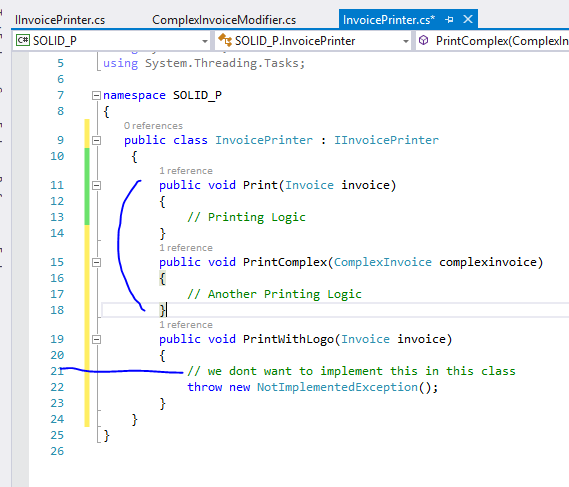 IInvoicePrinter.cs ComplexInvoiceModifier.cs InvoicePrinter.cs*
C# SOLID_P SOLID_P.InvoicePrinter PrintComplex(ComplexIn
5 using System.Threading.Tasks;
6
7 namespace SOLID_P
8 {
0 references
9 public class InvoicePrinter : IInvoicePrinter
10 {
1 reference
11 public void Print(Invoice invoice)
12 {
13 // Printing Logic
14 }
1 reference
15 public void PrintComplex(ComplexInvoice complexinvoice)
16 {
17 // Another Printing Logic
18 }
1 reference
19 public void PrintWithLogo(Invoice invoice)
20 {
21 // we dont want to implement this in this class
22 throw new NotImplementedException();
23 }
24 }
25 }
26